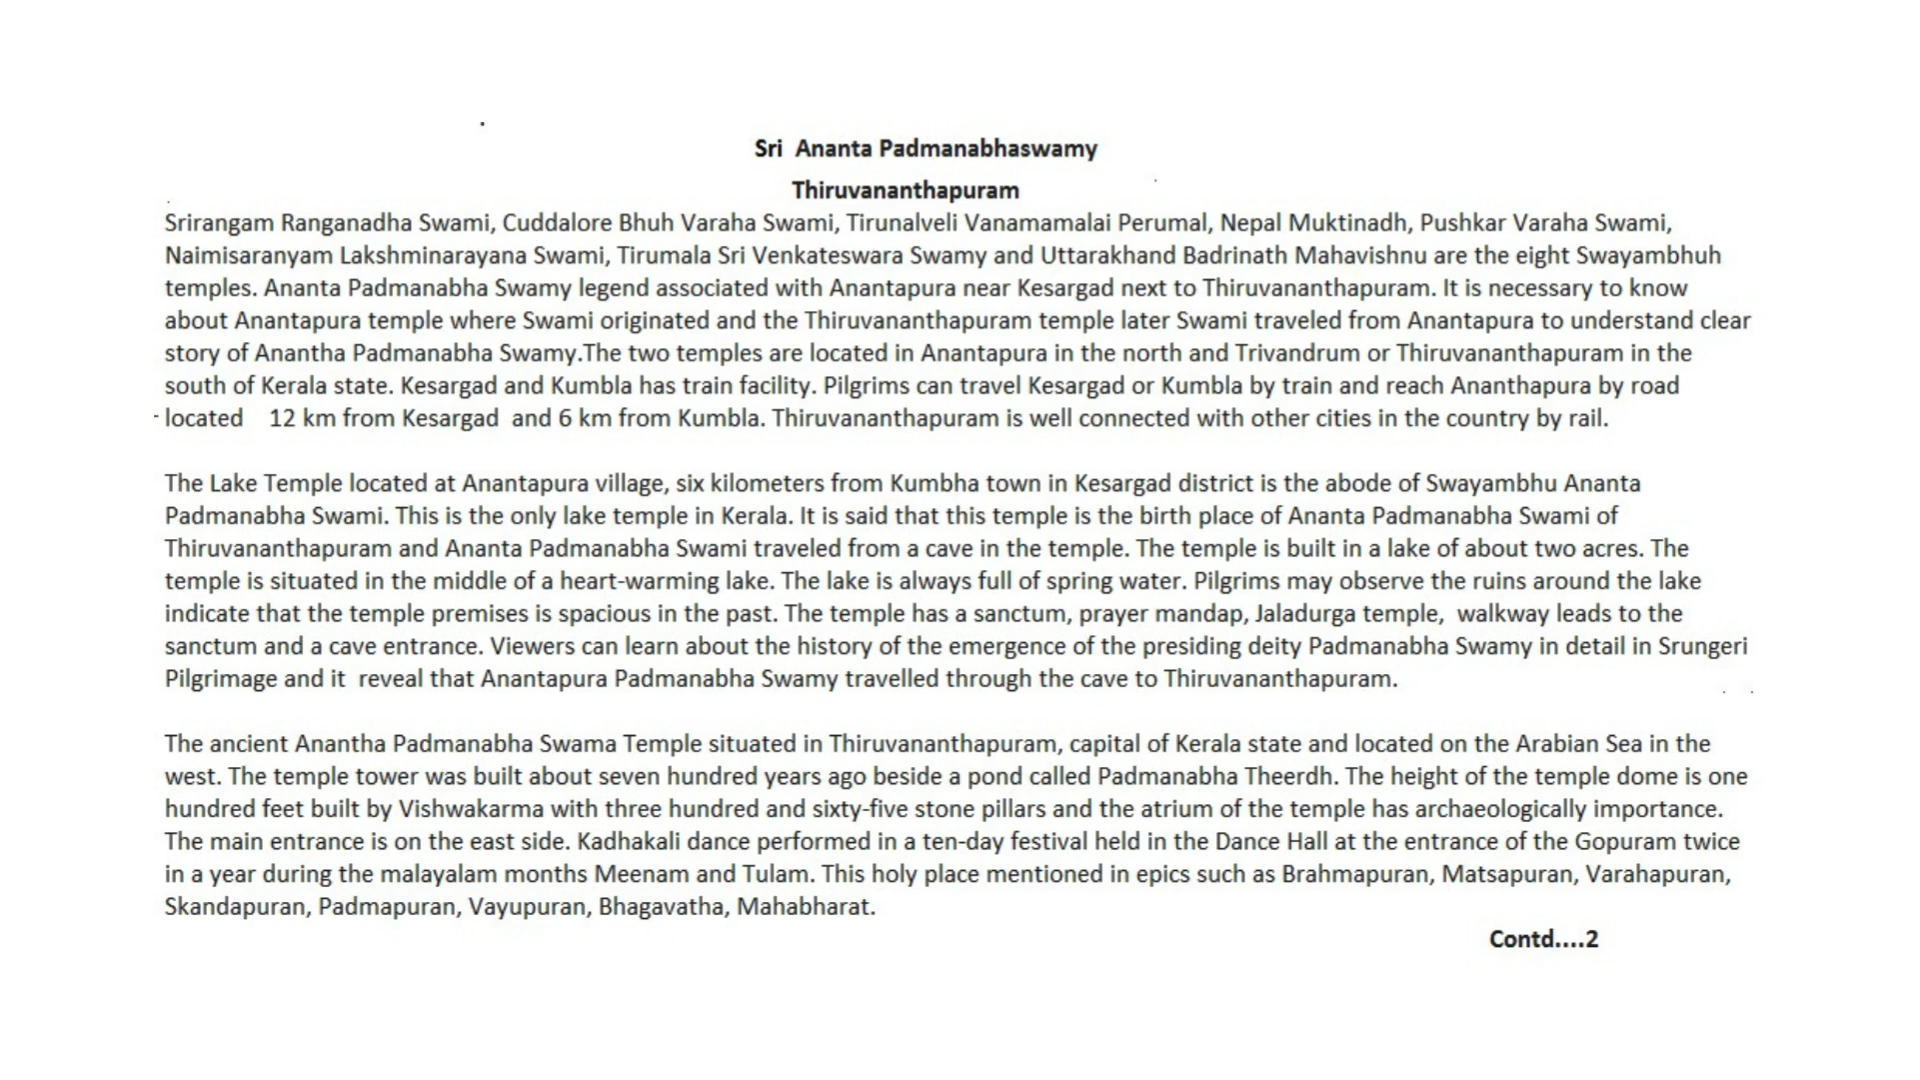 Sri Ananta Padmanabhaswamy
Thiruvananthapuram
Srirangam Ranganadha Swami, Cuddalore Bhuh Varaha Swami, Tirunalveli Vanamamalai Perumal, Nepal Muktinadh, Pushkar Varaha Swami,
Naimisaranyam Lakshminarayana Swami, Tirumala Sri Venkateswara Swamy and Uttarakhand Badrinath Mahavishnu are the eight Swayambhuh
temples. Ananta Padmanabha Swamy legend associated with Anantapura near Kesargad next to Thiruvananthapuram. It is necessary to know
about Anantapura temple where Swami originated and the Thiruvananthapuram temple later Swami traveled from Anantapura to understand clear
story of Anantha Padmanabha Swamy.The two temples are located in Anantapura in the north and Trivandrum or Thiruvananthapuram in the
south of Kerala state. Kesargad and Kumbla has train facility. Pilgrims can travel Kesargad or Kumbla by train and reach Ananthapura by road
located 12 km from Kesargad and 6 km from Kumbla. Thiruvananthapuram is well connected with other cities in the country by rail.
The Lake Temple located at Anantapura village, six kilometers from Kumbha town in Kesargad district is the abode of Swayambhu Ananta
Padmanabha Swami. This is the only lake temple in Kerala. It is said that this temple is the birth place of Ananta Padmanabha Swami of
Thiruvananthapuram and Ananta Padmanabha Swami traveled from a cave in the temple. The temple is built in a lake of about two acres. The
temple is situated in the middle of a heart-warming lake. The lake is always full of spring water. Pilgrims may observe the ruins around the lake
indicate that the temple premises is spacious in the past. The temple has a sanctum, prayer mandap, Jaladurga temple, walkway leads to the
sanctum and a cave entrance. Viewers can learn about the history of the emergence of the presiding deity Padmanabha Swamy in detail in Srungeri
Pilgrimage and it reveal that Anantapura Padmanabha Swamy travelled through the cave to Thiruvananthapuram.
The ancient Anantha Padmanabha Swama Temple situated in Thiruvananthapuram, capital of Kerala state and located on the Arabian Sea in the
west. The temple tower was built about seven hundred years ago beside a pond called Padmanabha Theerdh. The height of the temple dome is one
hundred feet built by Vishwakarma with three hundred and sixty-five stone pillars and the atrium of the temple has archaeologically importance.
The main entrance is on the east side. Kadhakali dance performed in a ten-day festival held in the Dance Hall at the entrance of the Gopuram twice
in a year during the malayalam months Meenam and Tulam. This holy place mentioned in epics such as Brahmapuran, Matsapuran, Varahapuran,
Skandapuran, Padmapuran, Vayupuran, Bhagavatha, Mahabharat.
Contd....2